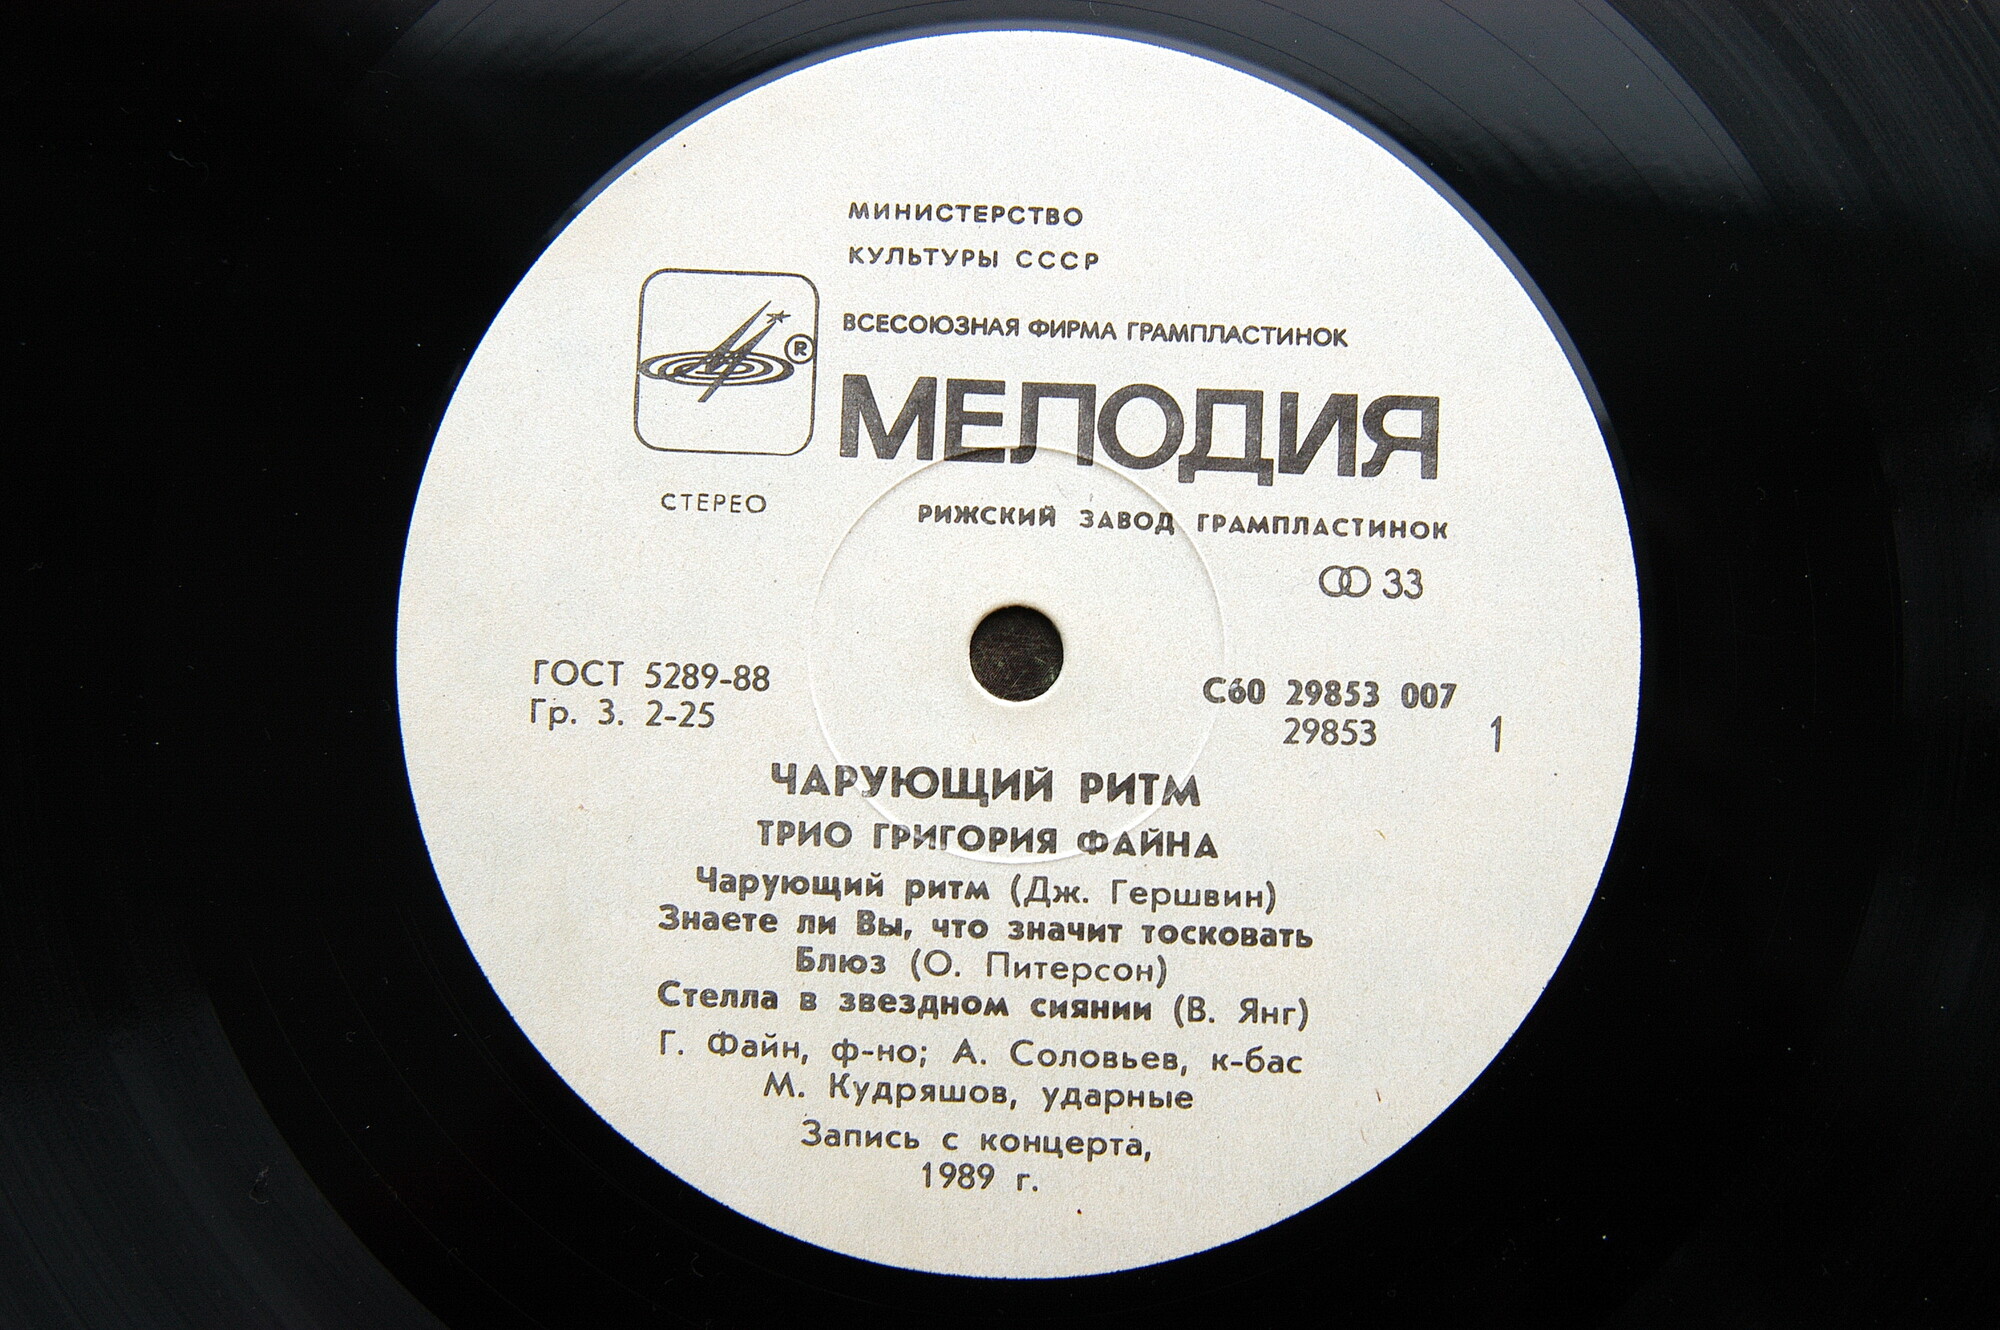 МИНИСТЕРСТВО
КУЛЬТУРЫ СССР
ВСЕСОЮЗНАЯ ФИРМА ГРАМПЛАСТИНОК
®
МЕЛОДИЯ
СТЕРЕО
РИЖСКИЙ ЗАВОД ГРАМПЛАСТИНОК
33
ГОСТ 5289-88
Гр. 3. 2-25
С60 29853 007
29853 1
ЧАРУЮЩИЙ РИТМ
ТРИО ГРИГОРИЯ ФАЙНА
Чарующий ритм (Дж. Гершвин)
Знаете ли Вы, что значит тосковать
Блюз (О. Питерсон)
Стелла в звездном сиянии (В. Янг)
Г. Файн, ф-но; А. Соловьев, к-бас
М. Кудряшов, ударные
Запись с концерта,
1989 г.